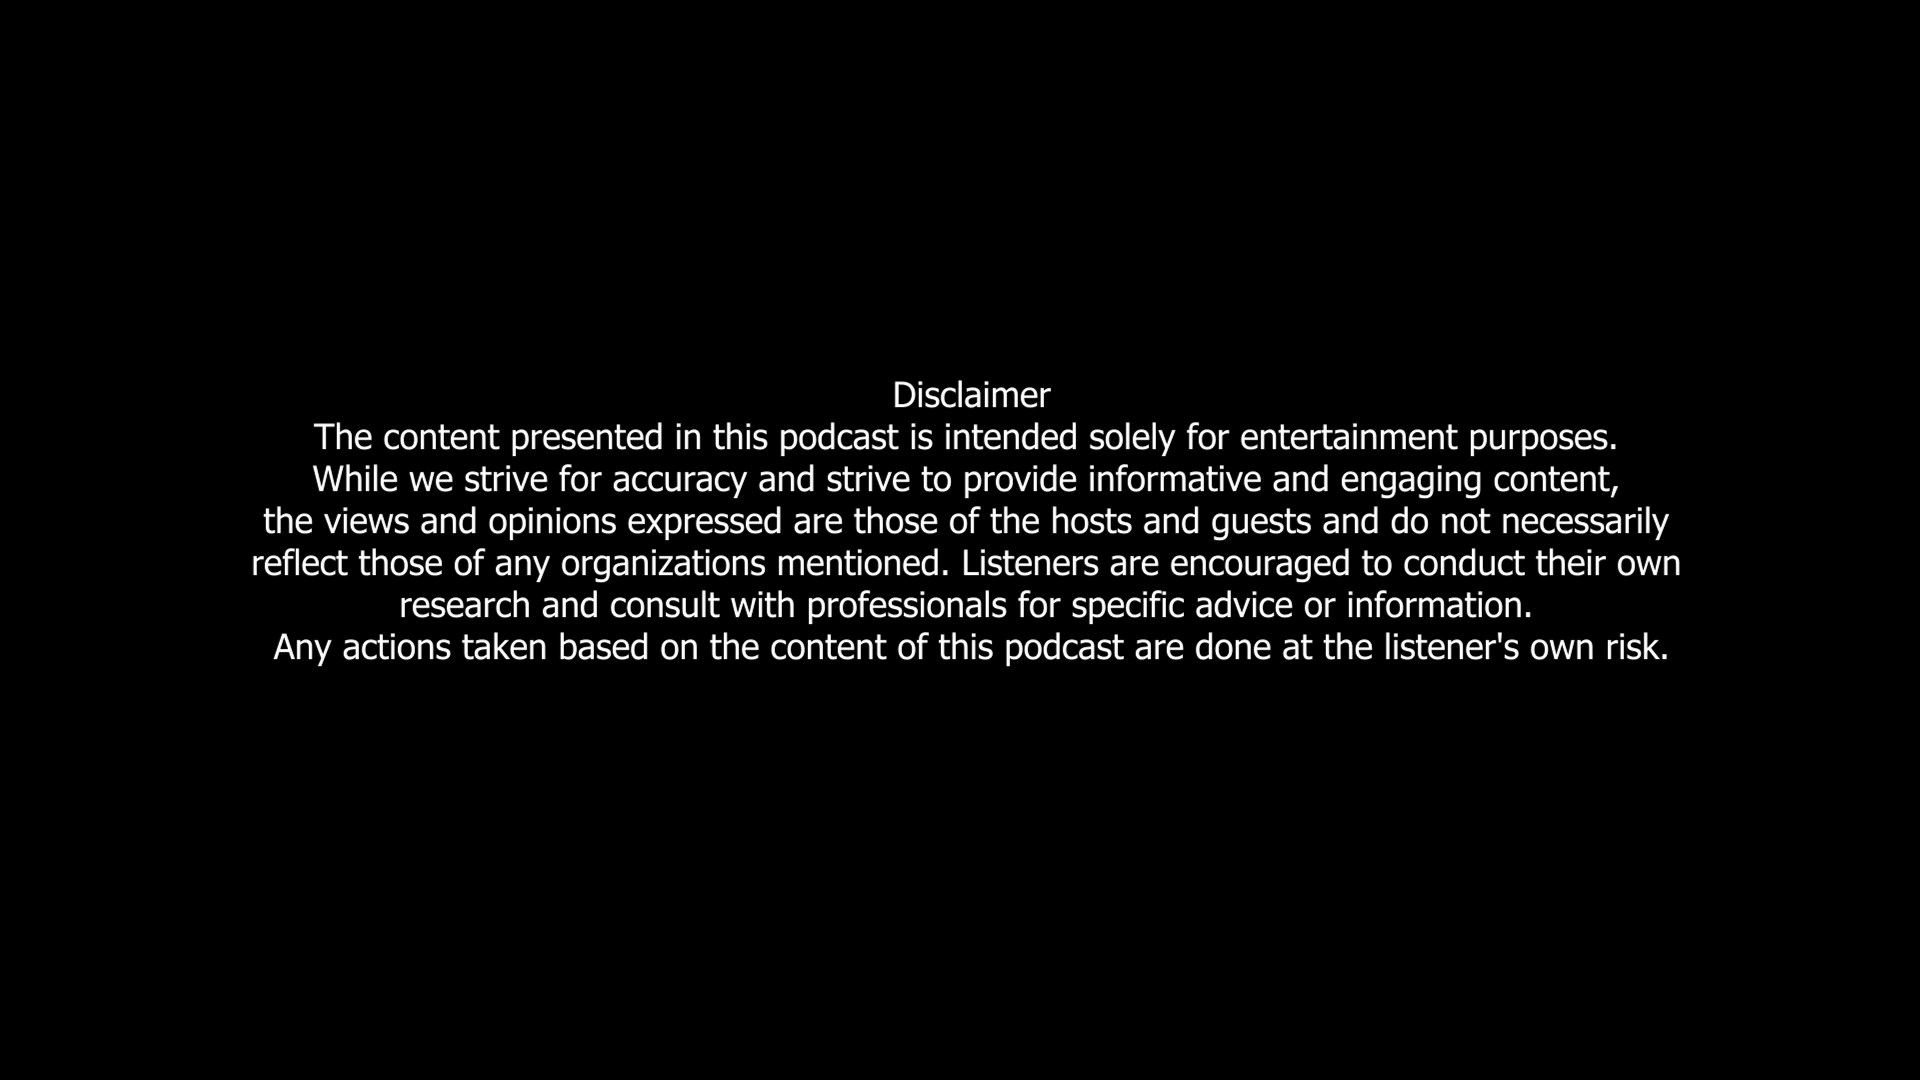 Disclaimer
The content presented in this podcast is intended solely for entertainment purposes.
While we strive for accuracy and strive to provide informative and engaging content,
the views and opinions expressed are those of the hosts and guests and do not necessarily
reflect those of any organizations mentioned. Listeners are encouraged to conduct their own
research and consult with professionals for specific advice or information.
Any actions taken based on the content of this podcast are done at the listener's own risk.